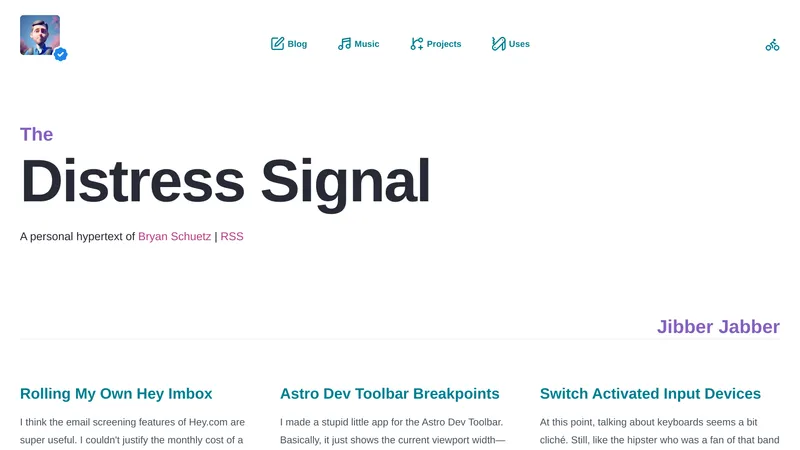 Blog
Music
Projects
Uses
The
Distress Signal
A personal hypertext of Bryan Schuetz | RSS
Jibber Jabber
Rolling My Own Hey Imbox
I think the email screening features of Hey.com are
super useful. I couldn't justify the monthly cost of a
Astro Dev Toolbar Breakpoints
I made a stupid little app for the Astro Dev Toolbar.
Basically, it just shows the current viewport width—
Switch Activated Input Devices
At this point, talking about keyboards seems a bit
cliché. Still, like the hipster who was a fan of that band